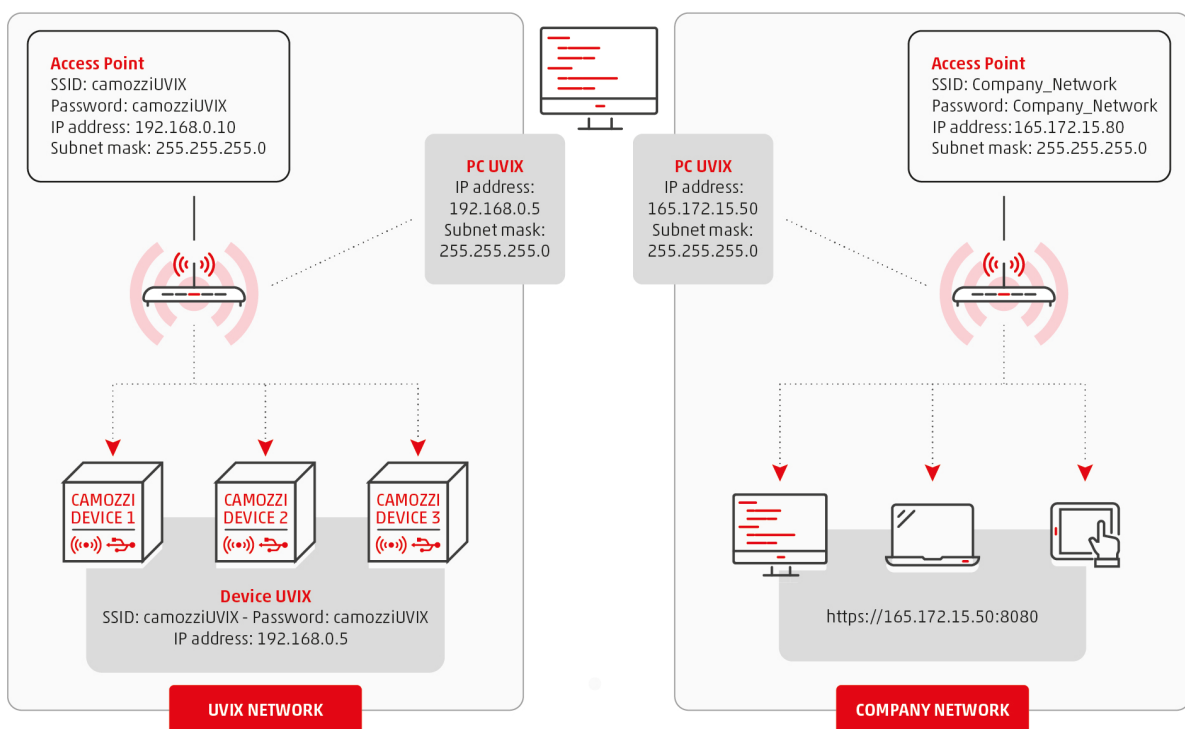 Access Point
SSID: camozziUVIX
Password: camozziUVIX
IP address: 192.168.0.10
Subnet mask: 255.255.255.0
PC UVIX
IP address:
192.168.0.5
Subnet mask:
255.255.255.0
CAMOZZI
DEVICE 1
CAMOZZI
DEVICE 2
CAMOZZI
DEVICE 3
Device UVIX
SSID: camozziUVIX - Password: camozziUVIX
IP address: 192.168.0.5
UVIX NETWORK
PC UVIX
IP address:
165.172.15.50
Subnet mask:
255.255.255.0
Access Point
SSID: Company_Network
Password: Company_Network
IP address:165.172.15.80
Subnet mask: 255.255.255.0
https://165.172.15.50:8080
COMPANY NETWORK